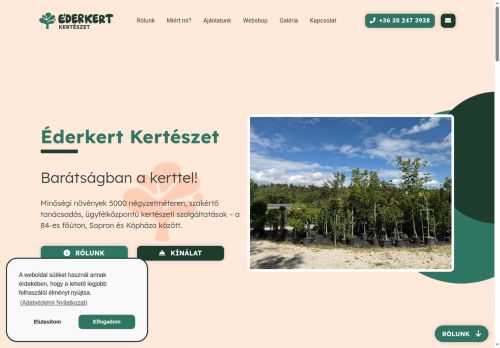 ÉDERKERT
KERTÉSZET
Rólunk
Miért mi?
Ajánlatunk
Webshop
Galéria
Kapcsolat
+36 30 247 3938
Éderkert Kertészet
Barátságban a kerttel!
Minőségi növények 5000 négyzetméteren, szakértő
tanácsadás, ügyfélközpontú kertészeti szolgáltatások – a
84-es főúton, Sopron és Kópháza között.
RÓLUNK
KÍNÁLAT
A weboldal sütiket használ annak
érdekében, hogy a lehető legjobb
felhaszálói élményt nyújtsa.
(Adatvédelmi Nyilatkozat)
Elutasítom
Elfogadom
RÓLUNK